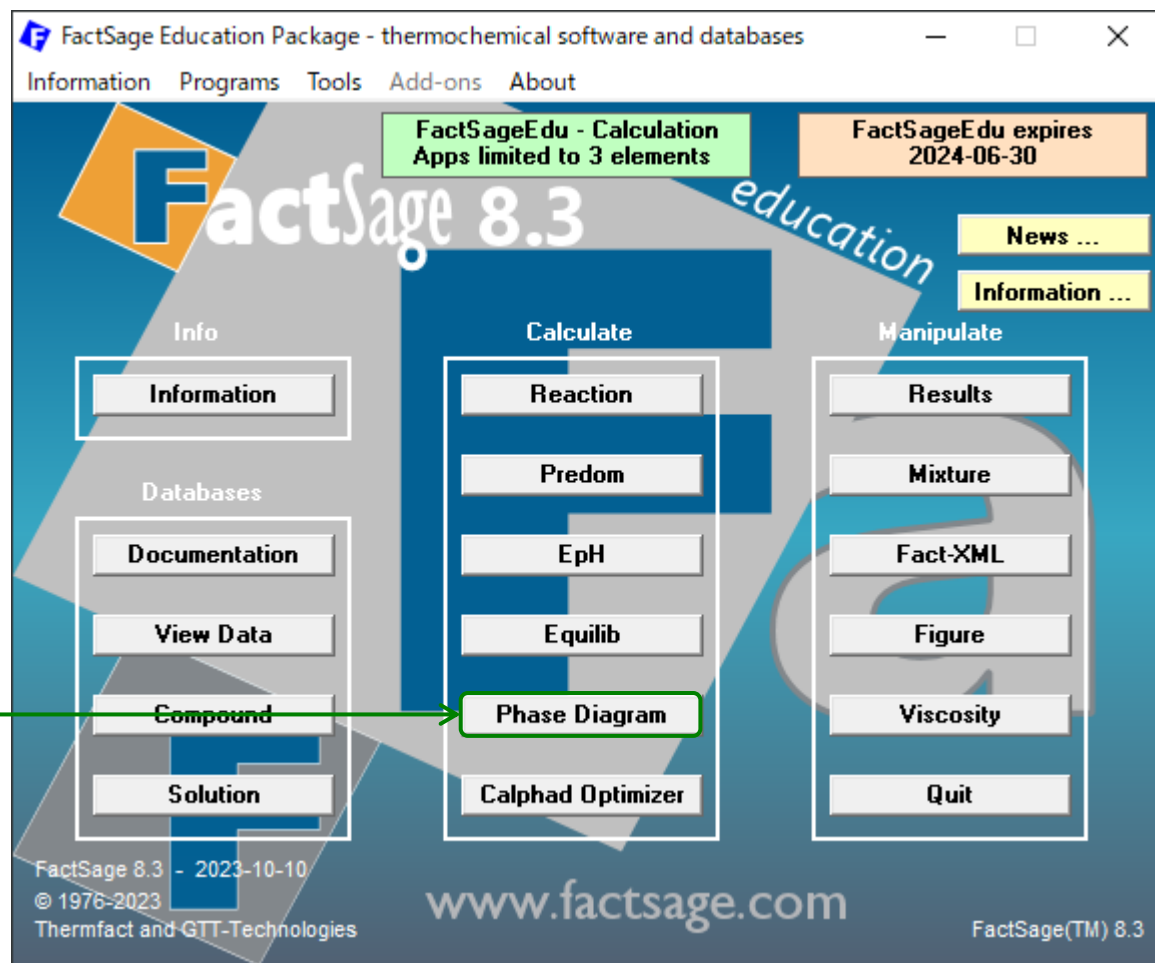 FactSage Education Package - thermochemical software and databases
Information Programs Tools Add-ons About
FactSageEdu - Calculation
Apps limited to 3 elements
FactSageEdu expires
2024-06-30
FactSage 8.3
education
News ...
Information ...
Info
Information
Databases
Documentation
View Data
Compound
Solution
Calculate
Reaction
Predom
EpH
Equilib
Phase Diagram
Calphad Optimizer
Manipulate
Results
Mixture
Fact-XML
Figure
Viscosity
Quit
FactSage 8.3 - 2023-10-10
© 1976-2023
Thermfact and GTT-Technologies
www.factsage.com
FactSage(TM) 8.3